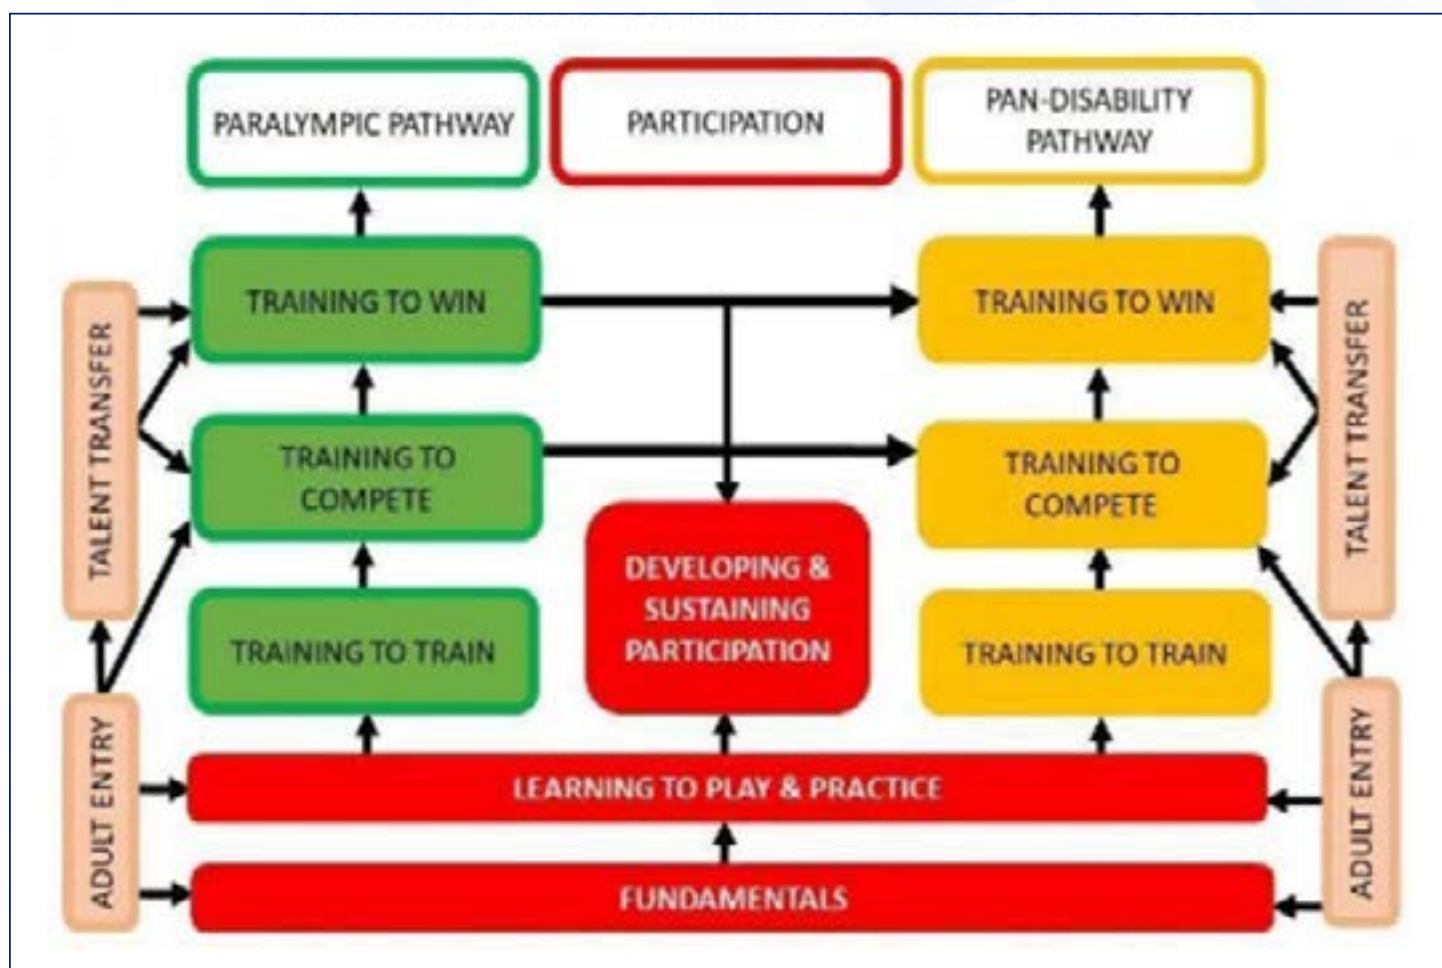 PARALYMPIC PATHWAY
PARTICIPATION
PAN-DISABILITY
PATHWAY
TRAINING TO WIN
TRAINING TO WIN
TALENT TRANSFER
TALENT TRANSFER
TRAINING TO
COMPETE
TRAINING TO
COMPETE
DEVELOPING &
SUSTAINING
PARTICIPATION
TRAINING TO TRAIN
TRAINING TO TRAIN
ADULT ENTRY
ADULT ENTRY
LEARNING TO PLAY & PRACTICE
FUNDAMENTALS